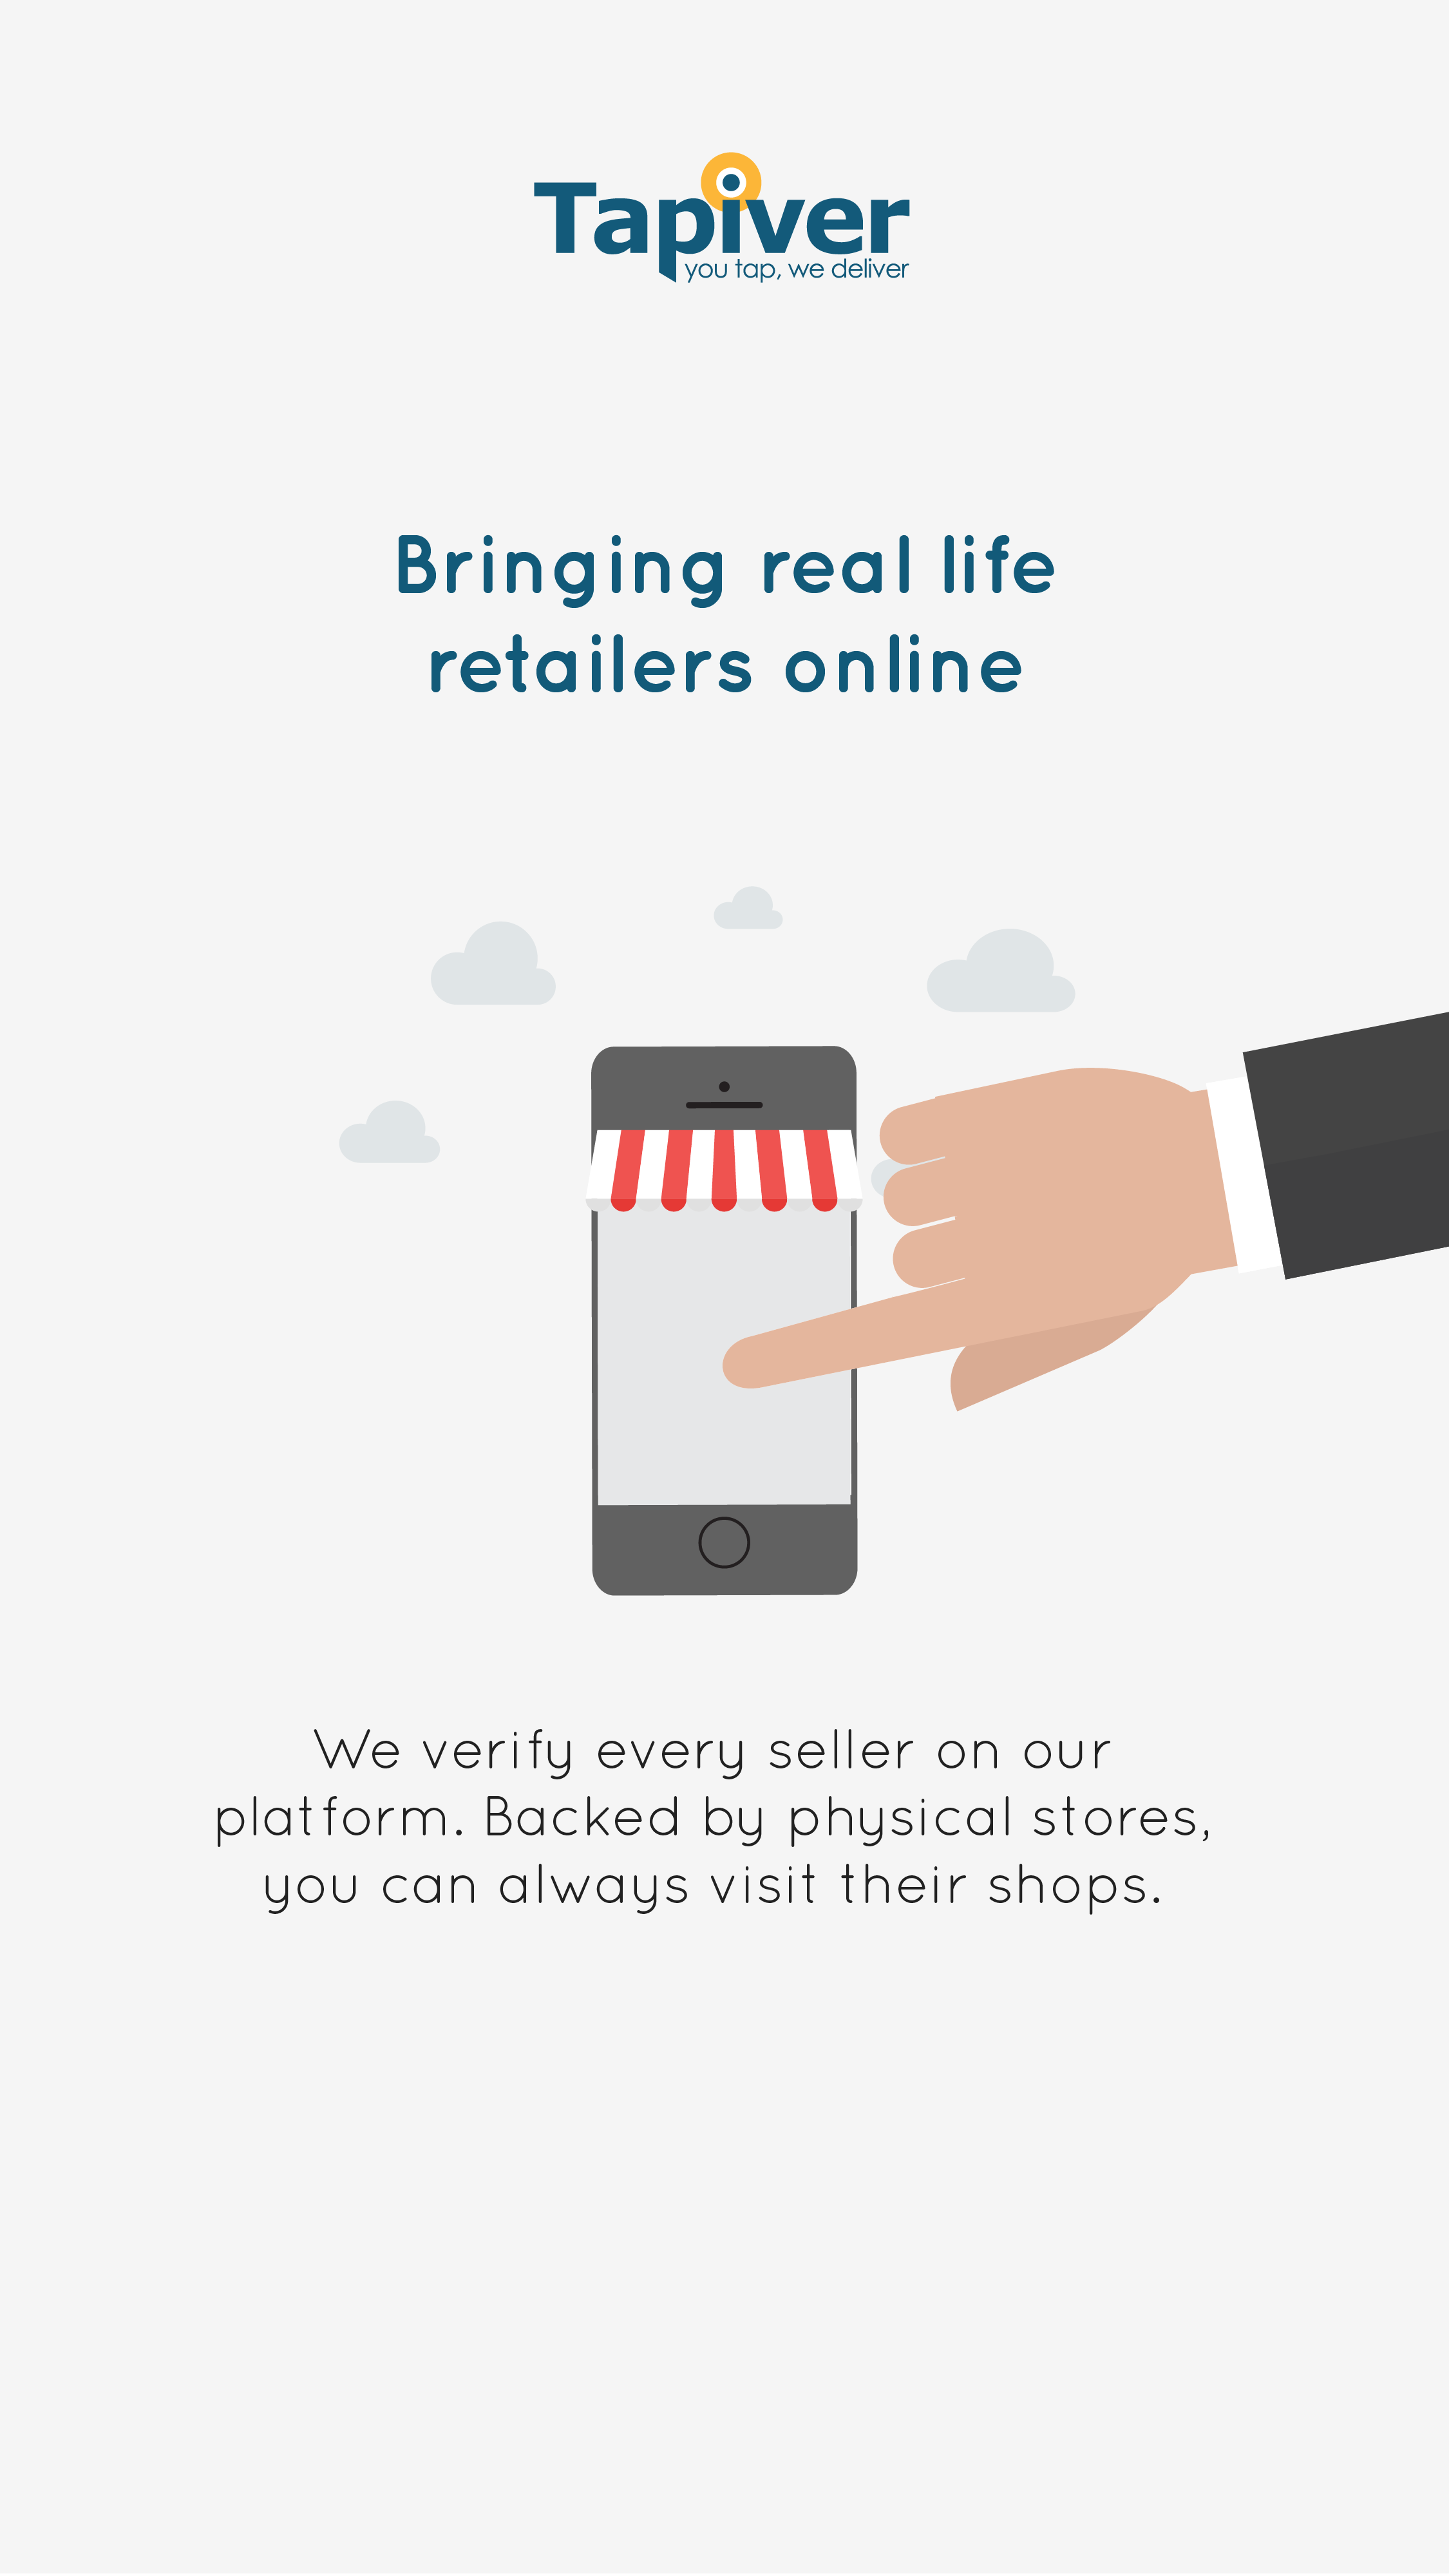 Tapiver
you tap, we deliver
Bringing real life
retailers online
We verify every seller on our
platform. Backed by physical stores,
you can always visit their shops.